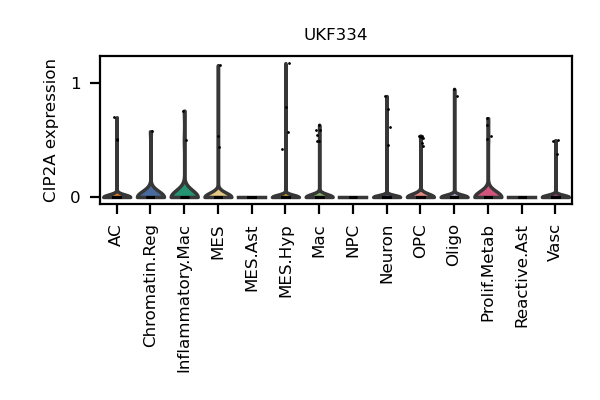 UKF334
CIP2A expression
1
0
AC
Chromatin.Reg
Inflammatory.Mac
MES
MES.Ast
MES.Hyp
Mac
NPC
Neuron
OPC
Oligo
Prolif.Metab
Reactive.Ast
Vasc